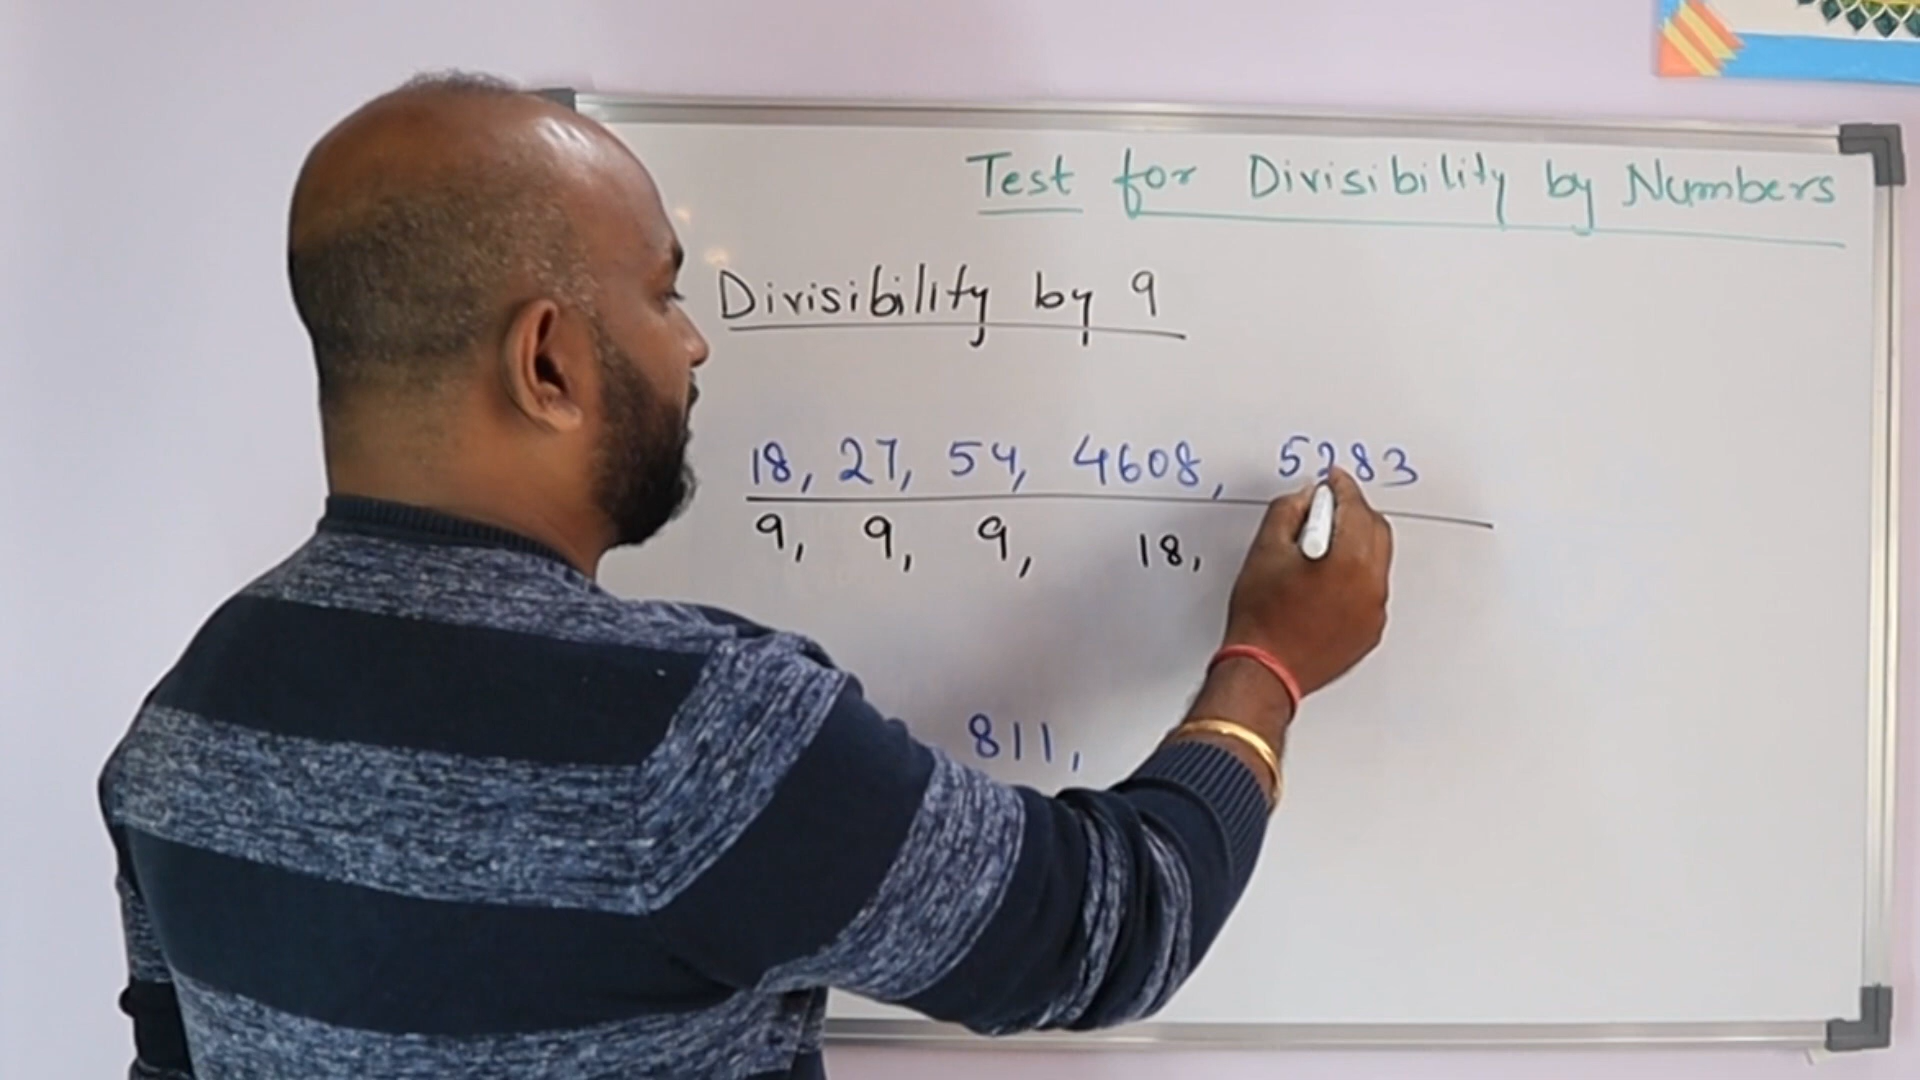 Test for Divisibility by Numbers
Divisibility by 9
18, 27, 54, 4608, 5283
9, 9, 9, 18,
811,